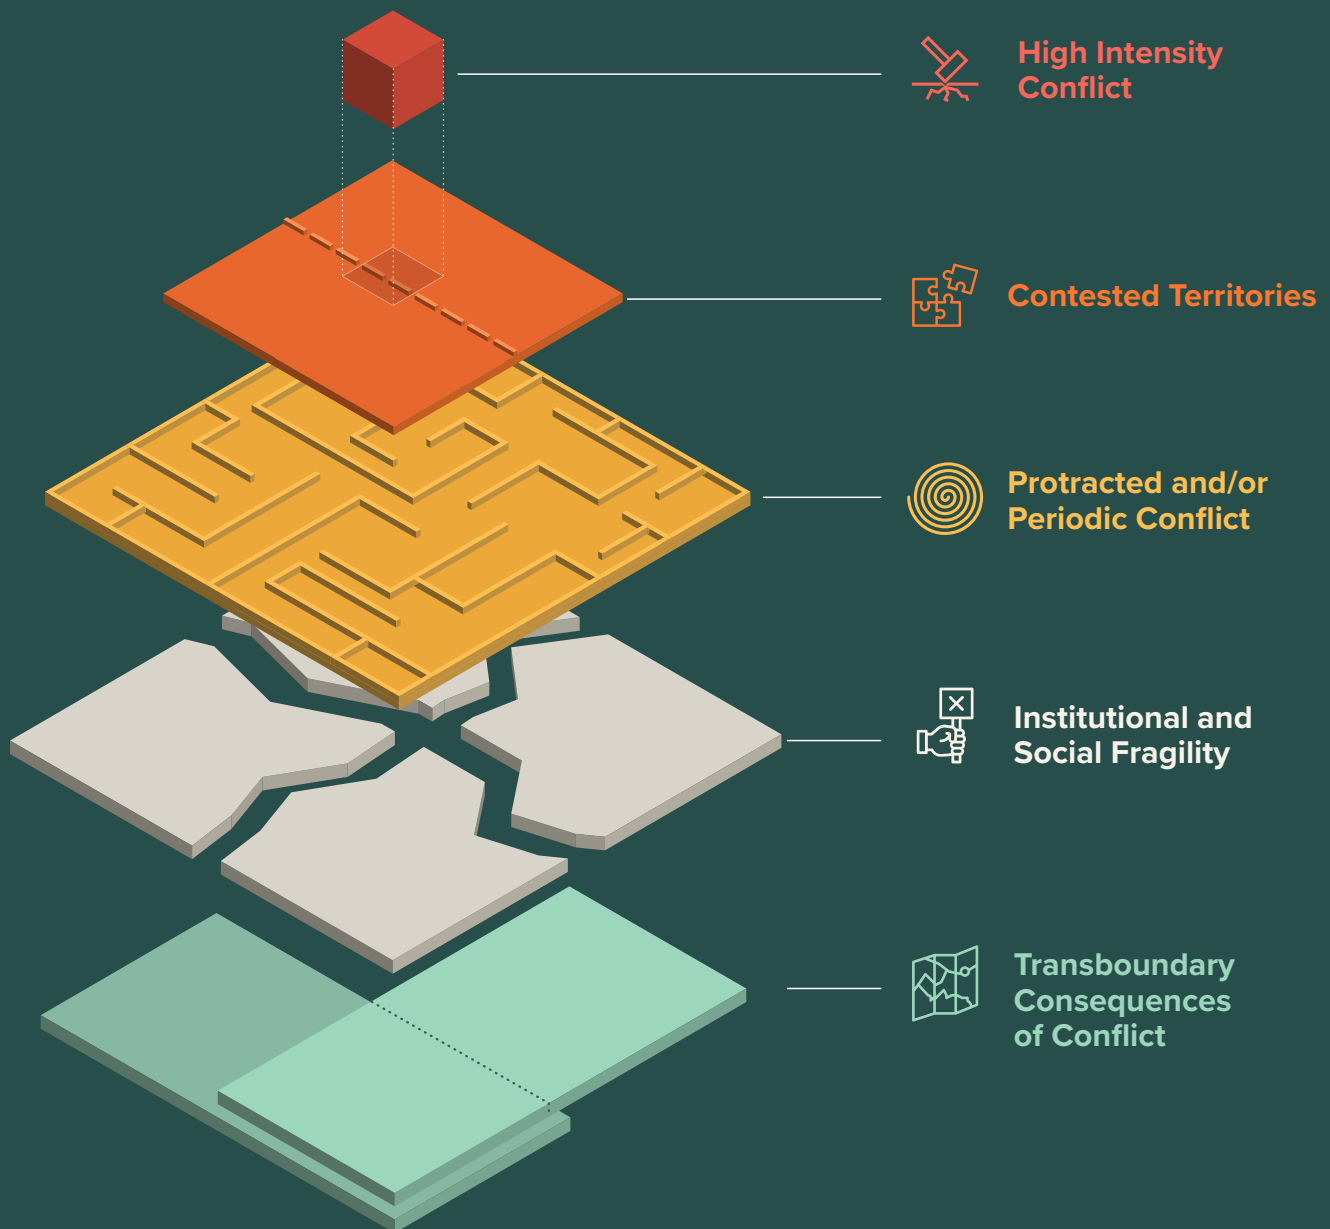 High Intensity
Conflict
Contested Territories
Protracted and/or
Periodic Conflict
Institutional and
Social Fragility
Transboundary
Consequences
of Conflict